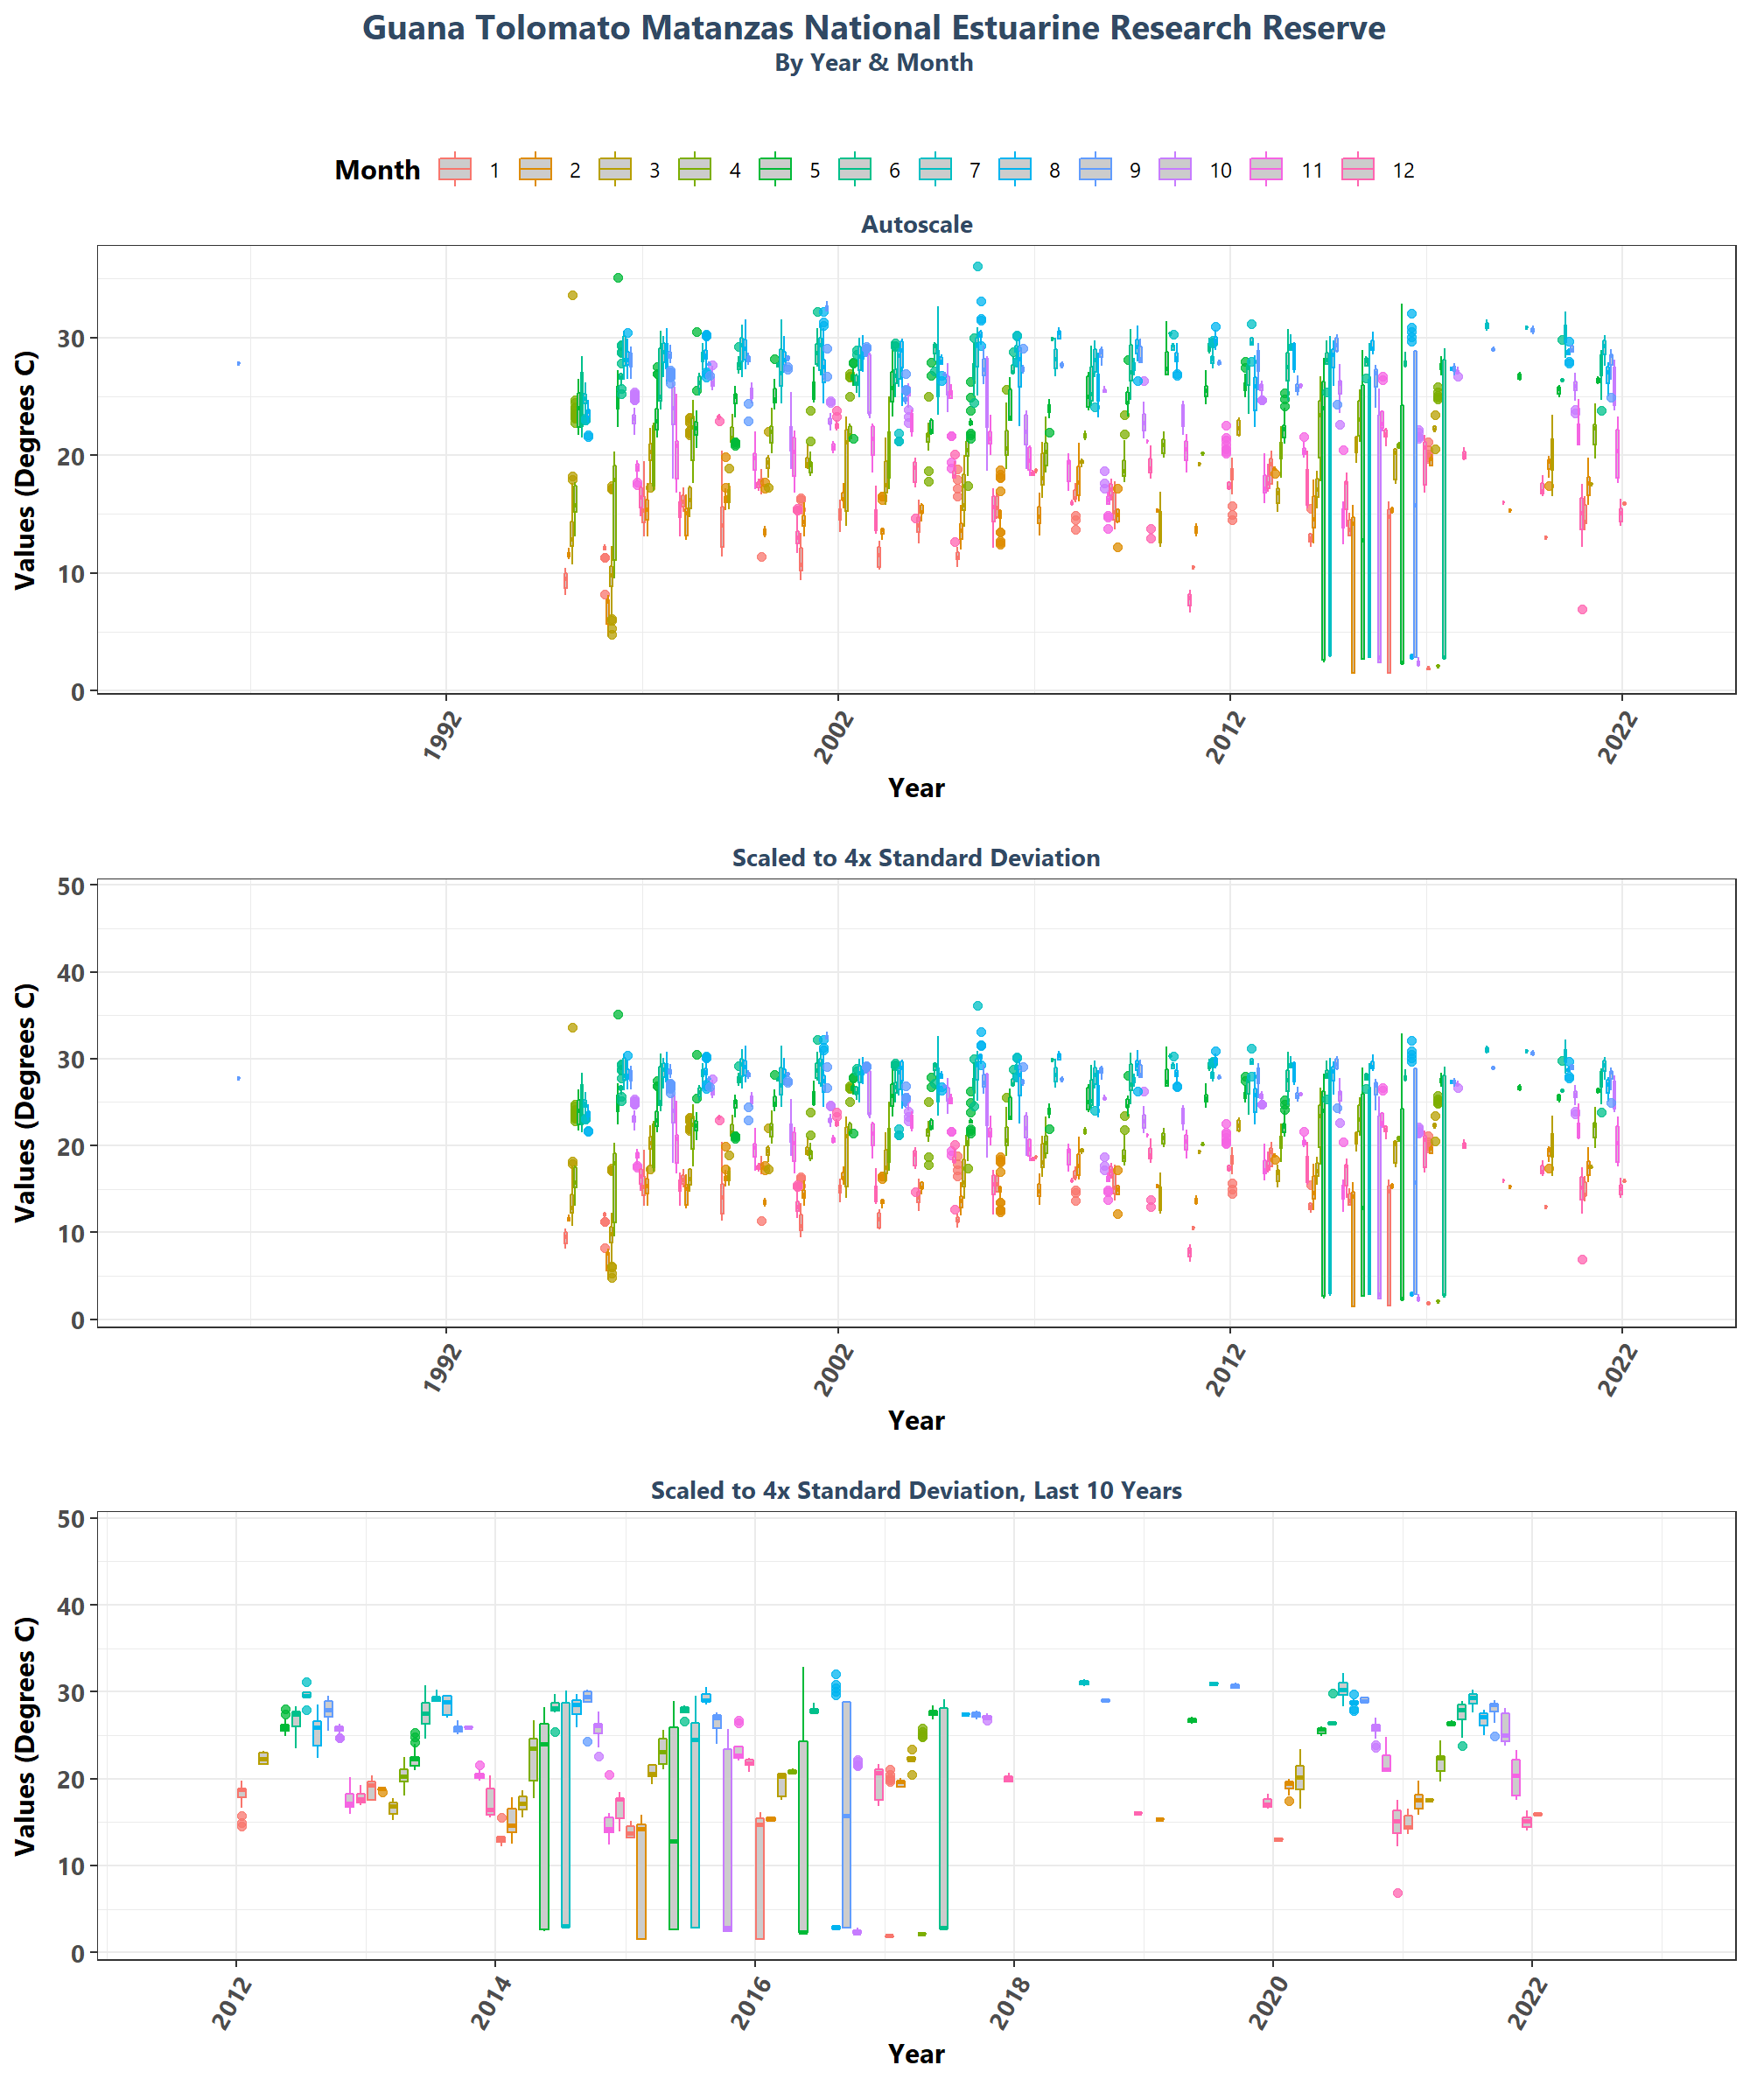 Guana Tolomato Matanzas National Estuarine Research Reserve
By Year & Month
Month 1 2 3 4 5 6 7 8 9 10 11 12
Autoscale
Values (Degrees C)
30
20
10
0
1992 2002 2012 2022
Year
Scaled to 4x Standard Deviation
Values (Degrees C)
50
40
30
20
10
0
1992 2002 2012 2022
Year
Scaled to 4x Standard Deviation, Last 10 Years
Values (Degrees C)
50
40
30
20
10
0
2012 2014 2016 2018 2020 2022
Year